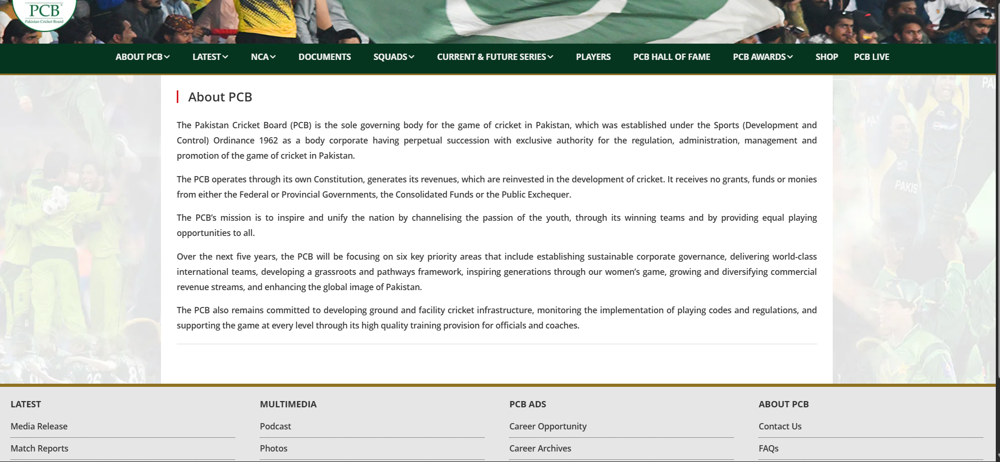 PCB
Pakistan Cricket Board
ABOUT PCB LATEST NCA DOCUMENTS SQUADS CURRENT & FUTURE SERIES PLAYERS PCB HALL OF FAME PCB AWARDS SHOP PCB LIVE
About PCB
The Pakistan Cricket Board (PCB) is the sole governing body for the game of cricket in Pakistan, which was established under the Sports (Development and
Control) Ordinance 1962 as a body corporate having perpetual succession with exclusive authority for the regulation, administration, management and
promotion of the game of cricket in Pakistan.
The PCB operates through its own Constitution, generates its revenues, which are reinvested in the development of cricket. It receives no grants, funds or monies
from either the Federal or Provincial Governments, the Consolidated Funds or the Public Exchequer.
The PCB’s mission is to inspire and unify the nation by channelising the passion of the youth, through its winning teams and by providing equal playing
opportunities to all.
Over the next five years, the PCB will be focusing on six key priority areas that include establishing sustainable corporate governance, delivering world-class
international teams, developing a grassroots and pathways framework, inspiring generations through our women’s game, growing and diversifying commercial
revenue streams, and enhancing the global image of Pakistan.
The PCB also remains committed to developing ground and facility cricket infrastructure, monitoring the implementation of playing codes and regulations, and
supporting the game at every level through its high quality training provision for officials and coaches.
PA
PAKIS
26
LATEST MULTIMEDIA PCB ADS ABOUT PCB
Media Release Podcast Career Opportunity Contact Us
Match Reports Photos Career Archives FAQs